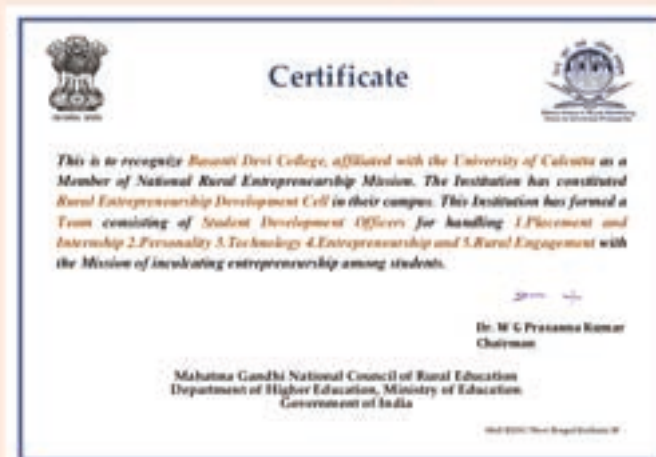 Certificate
This is to recognize Basanti Devi College, affiliated with the University of Calcutta as a
Member of National Rural Entrepreneurship Mission. The Institution has constituted
Rural Entrepreneurship Development Cell in their campus. This Institution has formed a
Team consisting of Student Development Officers for handling 1.Placement and
Internship 2.Personality 3.Technology 4.Entrepreneurship and 5.Rural Engagement with
the Mission of inculcating entrepreneurship among students.
Dr. W G Prasanna Kumar
Chairman
Mahatma Gandhi National Council of Rural Education
Department of Higher Education, Ministry of Education
Government of India